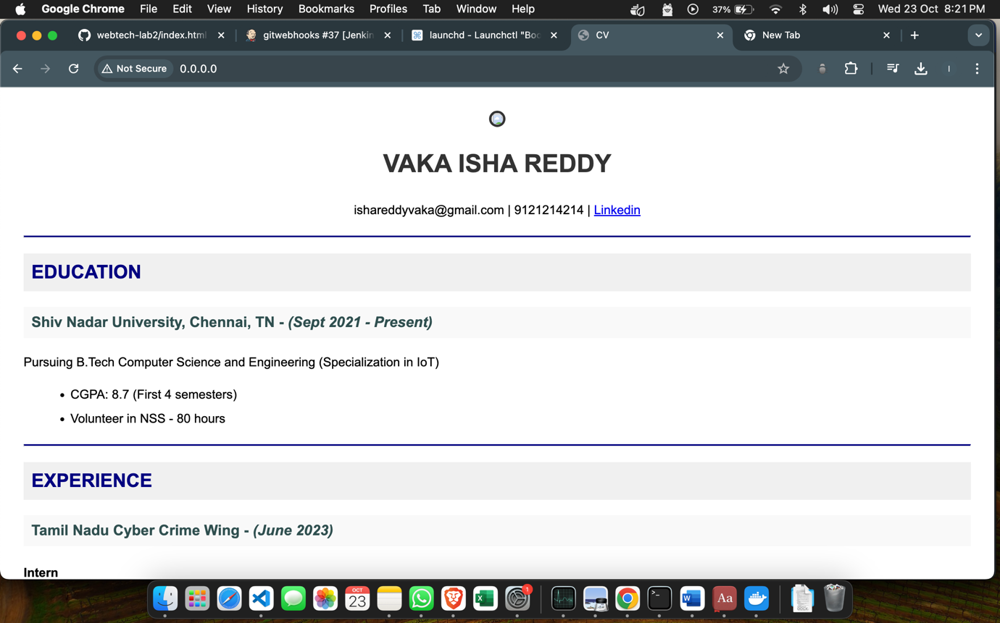 Google Chrome File Edit View History Bookmarks Profiles Tab Window Help 37% Wed 23 Oct 8:21 PM
webtech-lab2/index.html gitwebhooks #37 [Jenkin launchd - Launchctl "Boo CV New Tab
Not Secure 0.0.0.0
VAKA ISHA REDDY
ishareddyvaka@gmail.com | 9121214214 | Linkedin
EDUCATION
Shiv Nadar University, Chennai, TN - (Sept 2021 - Present)
Pursuing B.Tech Computer Science and Engineering (Specialization in IoT)
• CGPA: 8.7 (First 4 semesters)
• Volunteer in NSS - 80 hours
EXPERIENCE
Tamil Nadu Cyber Crime Wing - (June 2023)
Intern
OCT
23
1
Aa